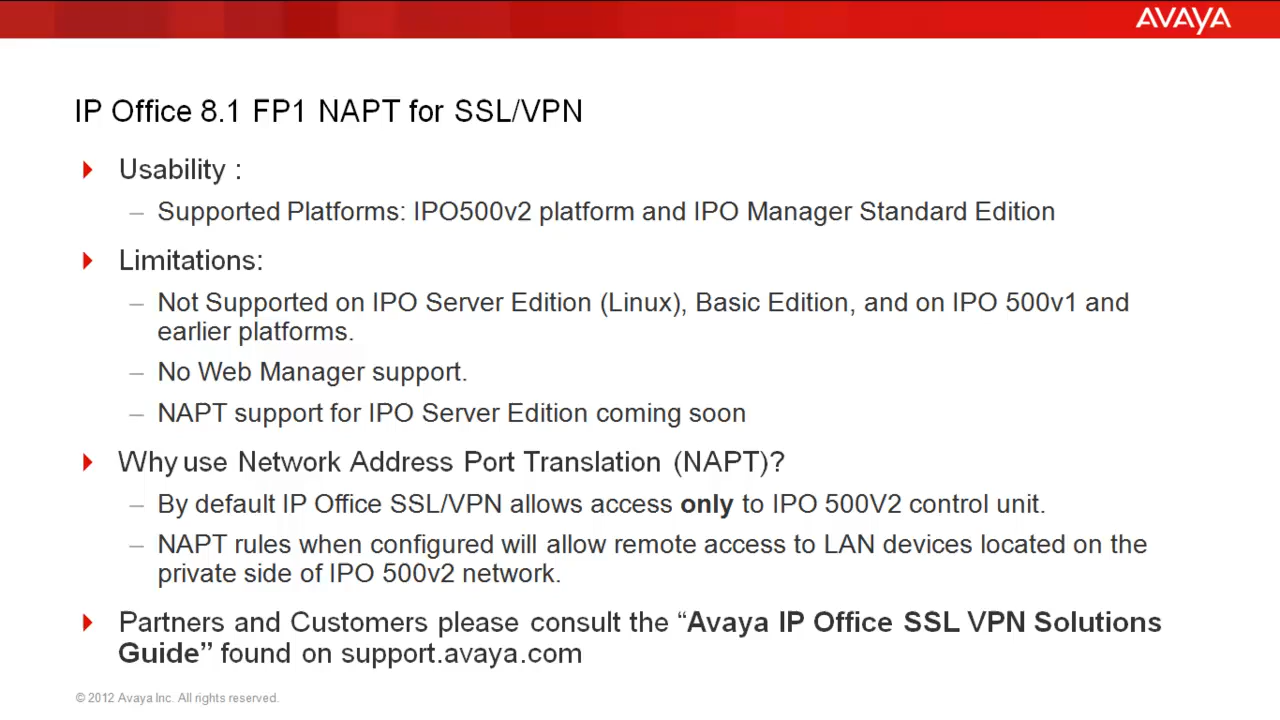 AVAYA
IP Office 8.1 FP1 NAPT for SSL/VPN
Usability :
– Supported Platforms: IPO500v2 platform and IPO Manager Standard Edition
Limitations:
– Not Supported on IPO Server Edition (Linux), Basic Edition, and on IPO 500v1 and
earlier platforms.
– No Web Manager support.
– NAPT support for IPO Server Edition coming soon
Why use Network Address Port Translation (NAPT)?
– By default IP Office SSL/VPN allows access only to IPO 500V2 control unit.
– NAPT rules when configured will allow remote access to LAN devices located on the
private side of IPO 500v2 network.
Partners and Customers please consult the “Avaya IP Office SSL VPN Solutions
Guide” found on support.avaya.com
© 2012 Avaya Inc. All rights reserved.